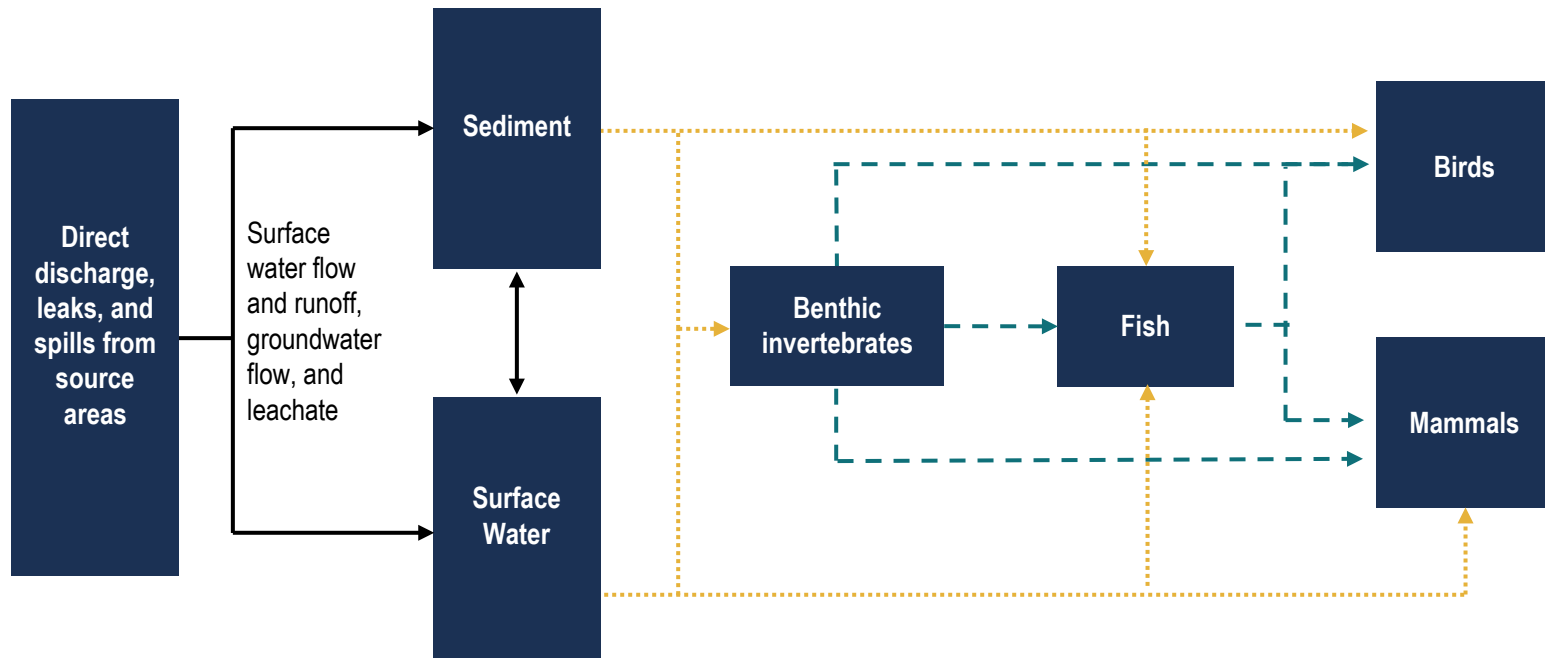 Direct
discharge,
leaks, and
spills from
source
areas
Surface
water flow
and runoff,
groundwater
flow, and
leachate
Sediment
Surface
Water
Benthic
invertebrates
Fish
Birds
Mammals